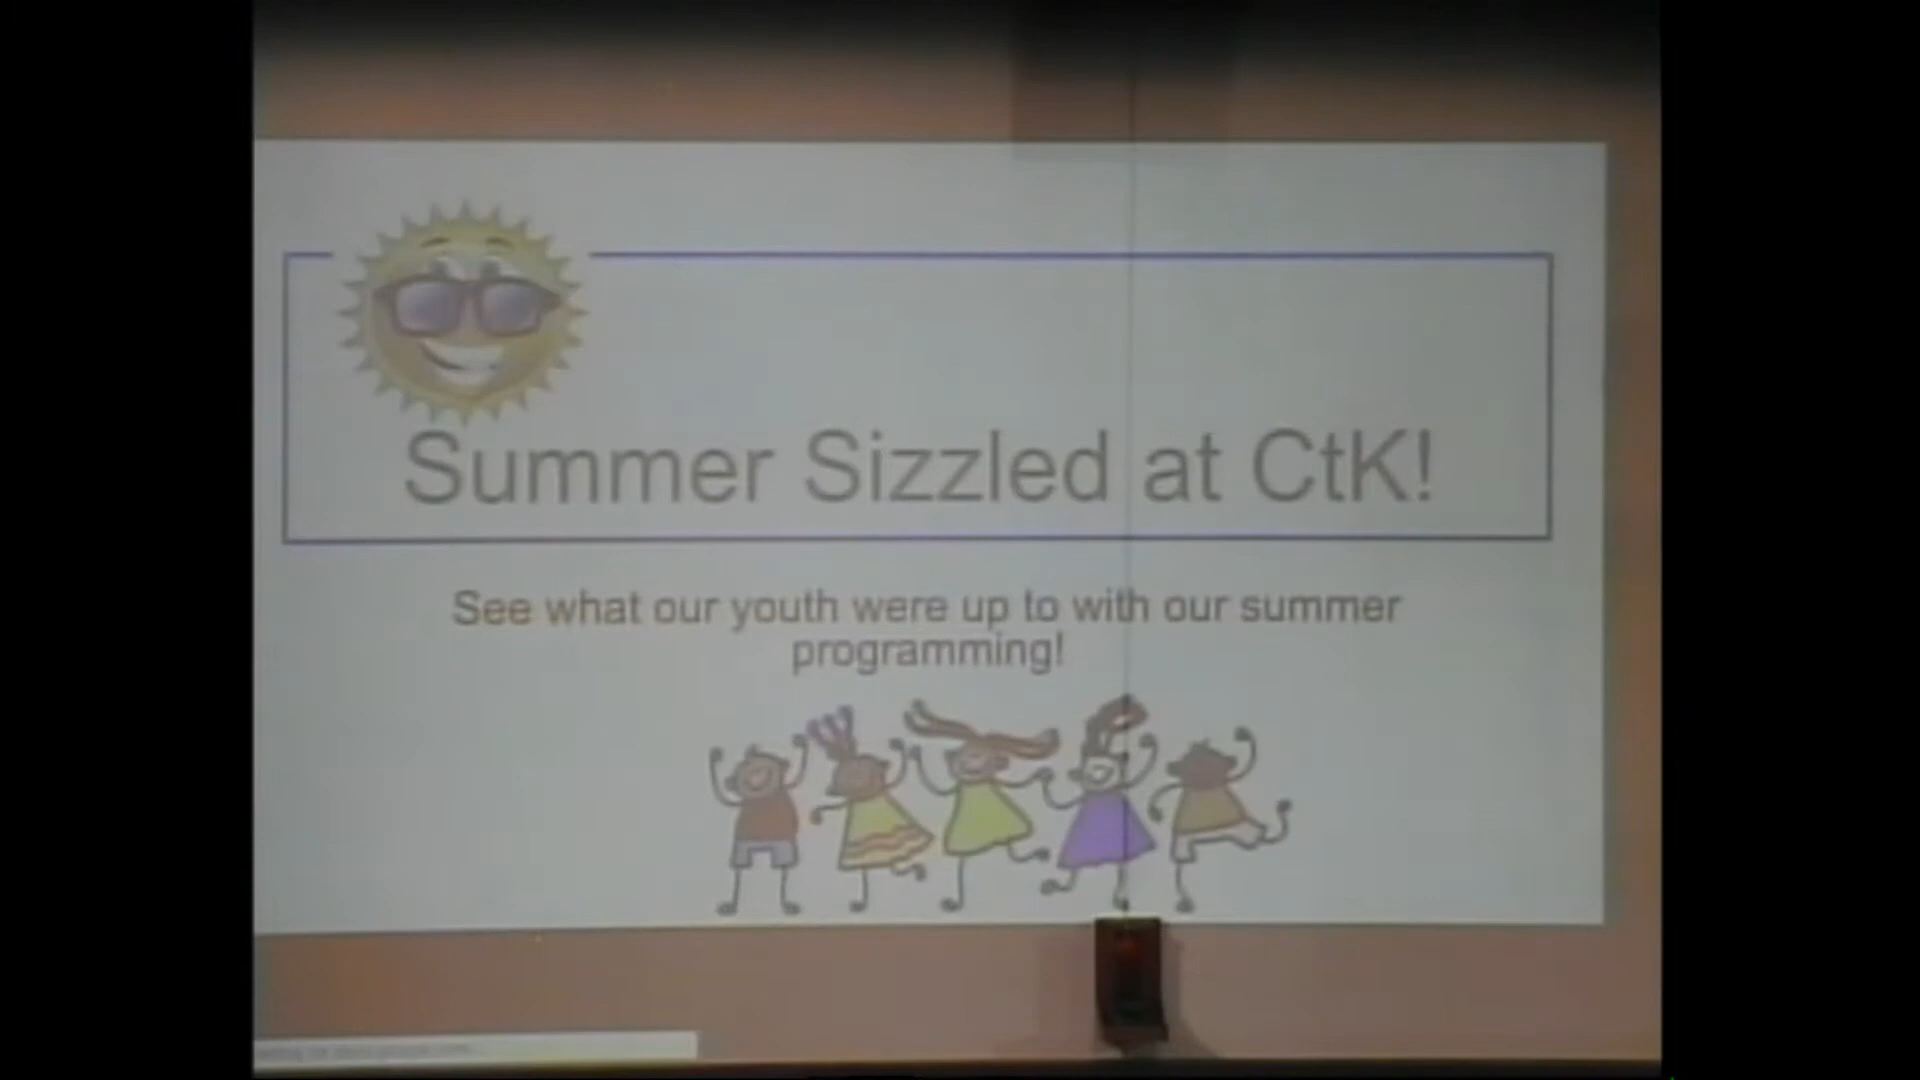 Summer Sizzled at CtK!
See what our youth were up to with our summer
programming!